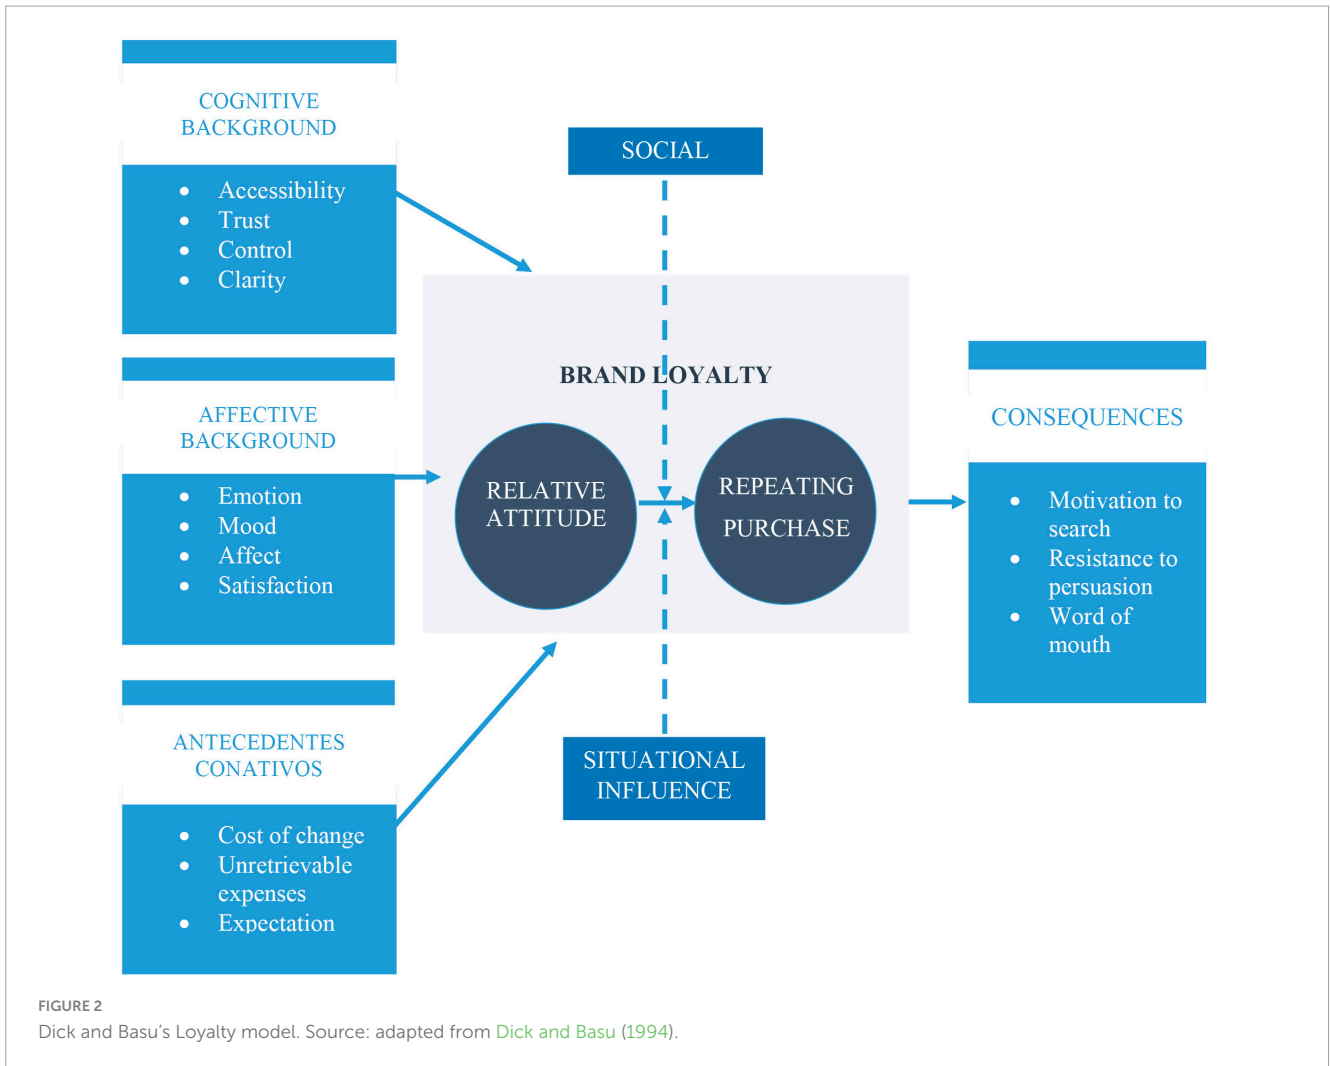 COGNITIVE
BACKGROUND
• Accessibility
• Trust
• Control
• Clarity
AFFECTIVE
BACKGROUND
• Emotion
• Mood
• Affect
• Satisfaction
ANTECEDENTES
CONATIVOS
• Cost of change
• Unretrievable
expenses
• Expectation
SOCIAL
BRAND LOYALTY
RELATIVE
ATTITUDE
REPEATING
PURCHASE
SITUATIONAL
INFLUENCE
CONSEQUENCES
• Motivation to
search
• Resistance to
persuasion
• Word of
mouth
FIGURE 2
Dick and Basu's Loyalty model. Source: adapted from Dick and Basu (1994).